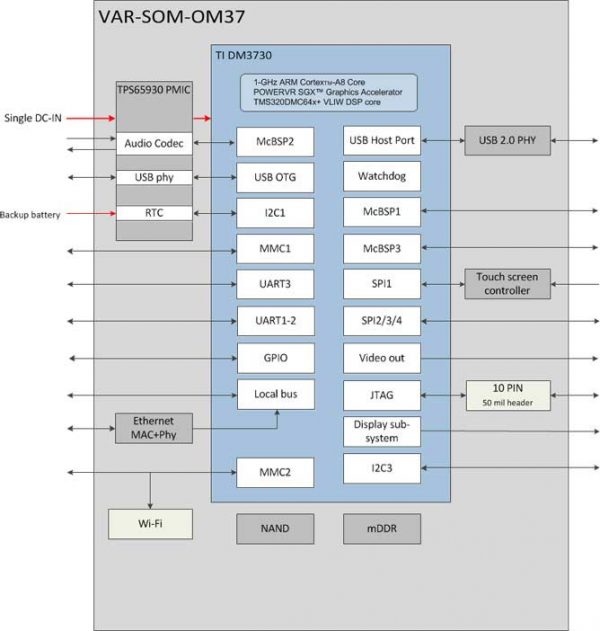 VAR-SOM-OM37
TI DM3730
1-GHz ARM Cortex™-A8 Core
POWERVR SGX™ Graphics Accelerator
TMS320DMC64x+ VLIW DSP core
TPS65930 PMIC
Single DC-IN
Audio Codec
McBSP2
USB Host Port
USB 2.0 PHY
USB phy
USB OTG
Watchdog
Backup battery
RTC
I2C1
McBSP1
MMC1
McBSP3
UART3
SPI1
Touch screen
controller
UART1-2
SPI2/3/4
GPIO
Video out
Local bus
JTAG
10 PIN
50 mil header
Ethernet
MAC+Phy
Display sub-
system
MMC2
I2C3
Wi-Fi
NAND
mDDR